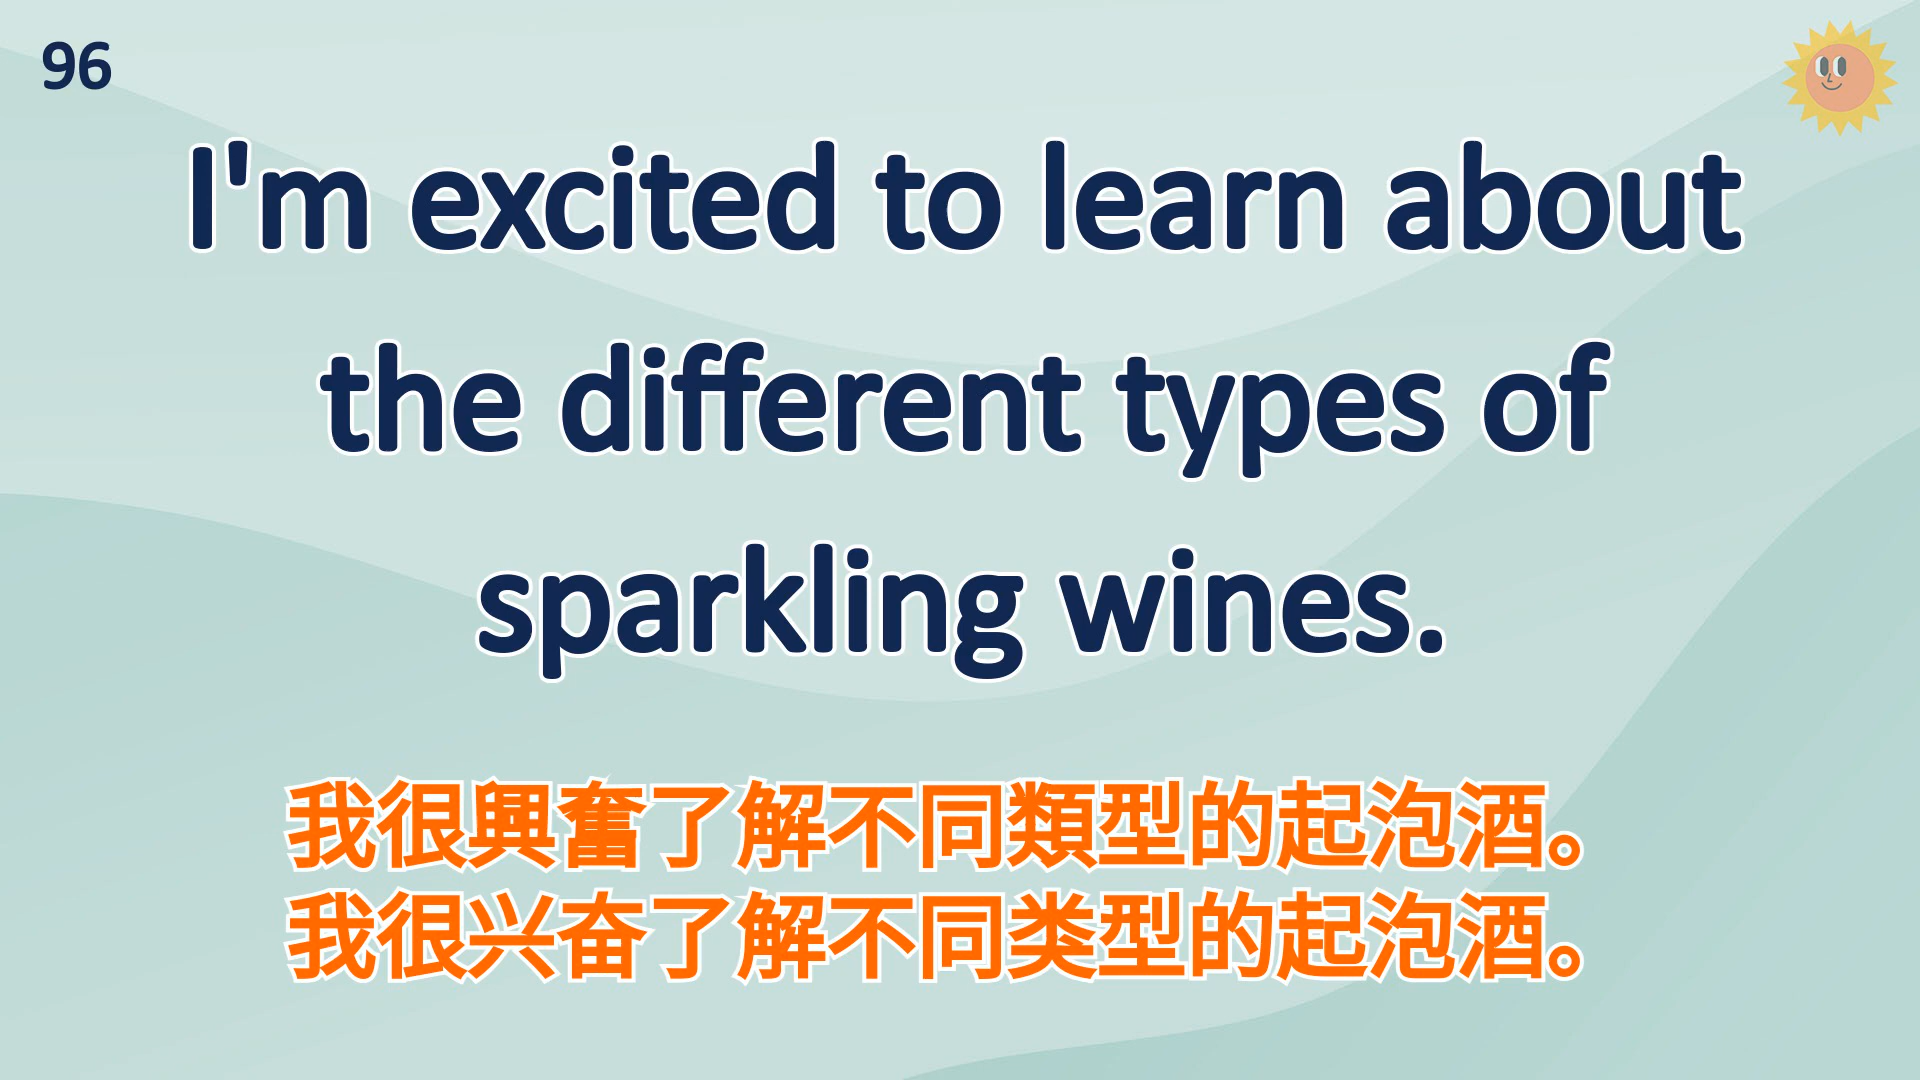 96
I'm excited to learn about
the different types of
sparkling wines.
我很興奮了解不同類型的起泡酒。
我很兴奋了解不同类型的起泡酒。